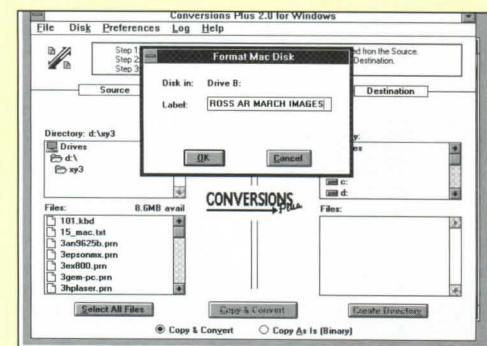 Conversions Plus 2.0 for Windows
File Disk Preferences Log Help
Step 1:
Step 2:
Step 3:
ed from the Source.
Destination.
Format Mac Disk
Disk in: Drive B:
Label: ROSS AR MARCH IMAGES
OK Cancel
Source
Destination
Directory: d:\xy3
Drives
d:\
xy3
y:
es
c:
d:
Files: 8.6MB avail
101.kbd
15_mac.txt
3an9625b.prn
3epsonmx.prn
3ex800.prn
3gem-pc.prn
3hplaser.prn
CONVERSIONS
Plus
Files:
Select All Files Copy & Convert Create Directory
Copy & Convert Copy As Is (Binary)